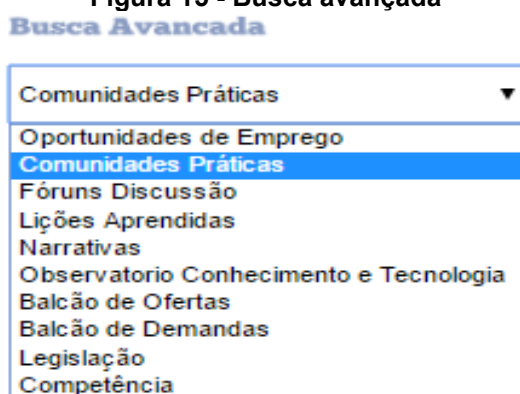 Figura 15 - Busca avançada
Busca Avancada
Comunidades Práticas
Oportunidades de Emprego
Comunidades Práticas
Fóruns Discussão
Lições Aprendidas
Narrativas
Observatorio Conhecimento e Tecnologia
Balcão de Ofertas
Balcão de Demandas
Legislação
Competência